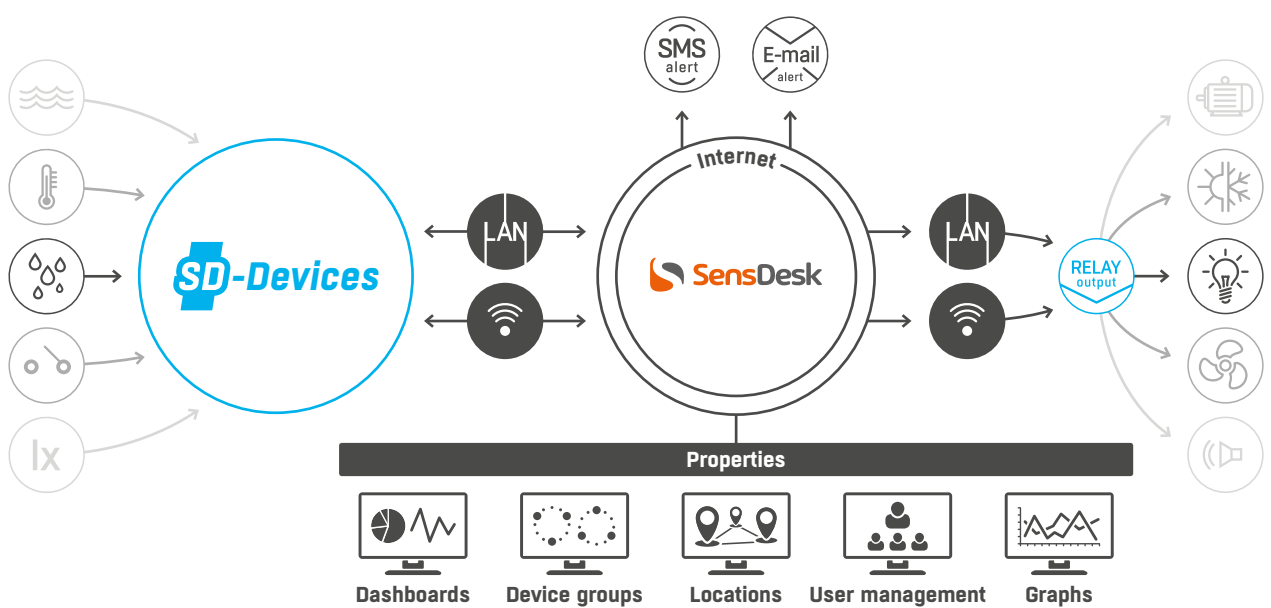 SMS
alert
E-mail
alert
Internet
LAN
LAN
SD-Devices
SensDesk
RELAY
output
lx
Properties
Dashboards
Device groups
Locations
User management
Graphs